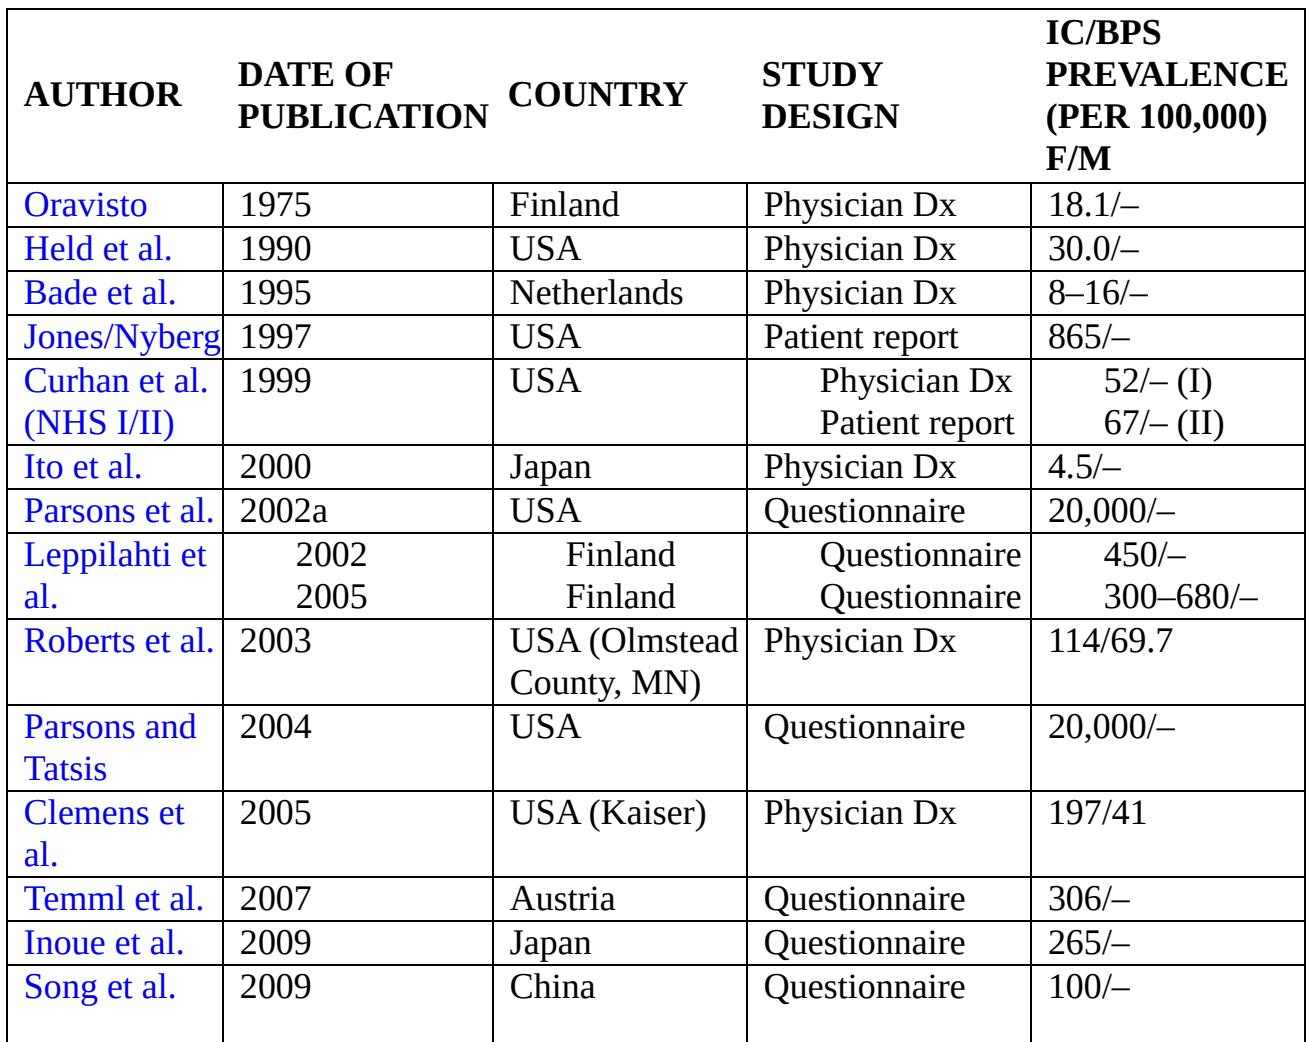 AUTHOR DATE OF PUBLICATION COUNTRY STUDY DESIGN IC/BPS PREVALENCE (PER 100,000) F/M
Oravisto 1975 Finland Physician Dx 18.1/–
Held et al. 1990 USA Physician Dx 30.0/–
Bade et al. 1995 Netherlands Physician Dx 8–16/–
Jones/Nyberg 1997 USA Patient report 865/–
Curhan et al. 1999 USA Physician Dx 52/– (I)
(NHS I/II) Patient report 67/– (II)
Ito et al. 2000 Japan Physician Dx 4.5/–
Parsons et al. 2002a USA Questionnaire 20,000/–
Leppilahti et 2002 Finland Questionnaire 450/–
al. 2005 Finland Questionnaire 300–680/–
Roberts et al. 2003 USA (Olmstead Physician Dx 114/69.7
County, MN)
Parsons and 2004 USA Questionnaire 20,000/–
Tatsis
Clemens et 2005 USA (Kaiser) Physician Dx 197/41
al.
Temml et al. 2007 Austria Questionnaire 306/–
Inoue et al. 2009 Japan Questionnaire 265/–
Song et al. 2009 China Questionnaire 100/–